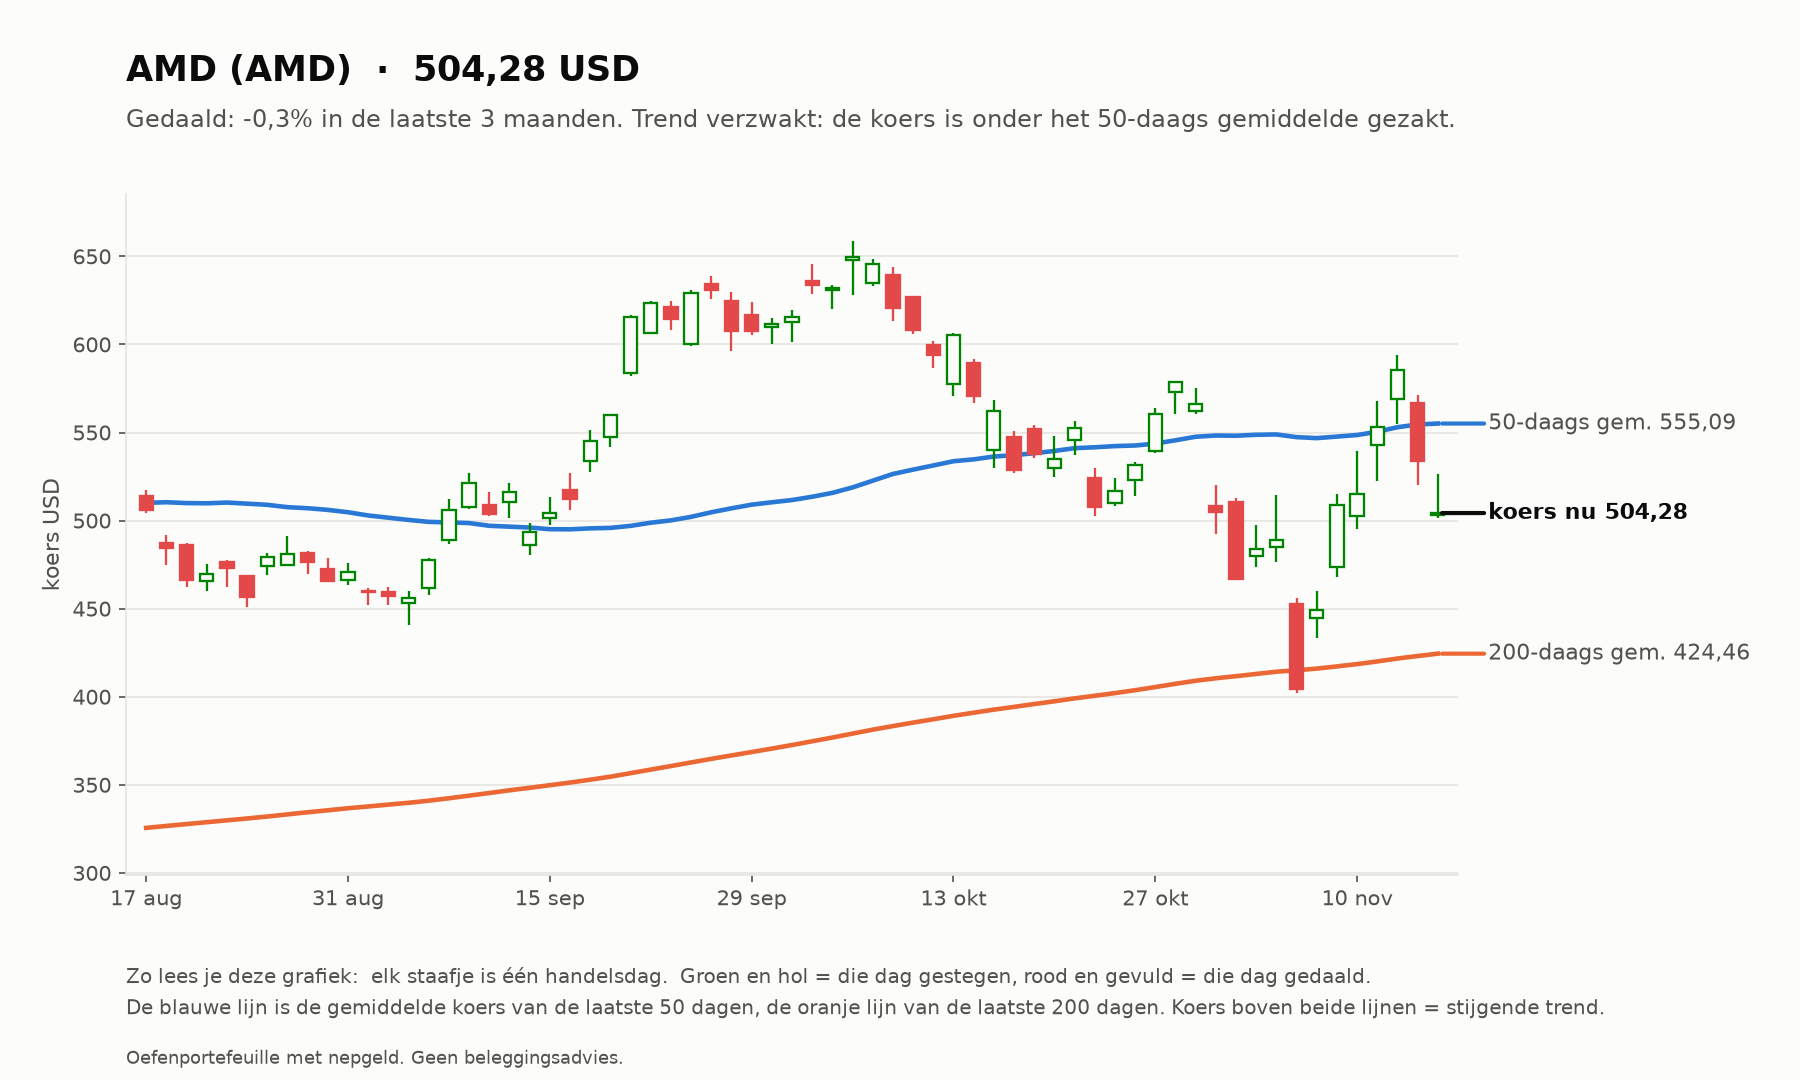 AMD (AMD)  ·  504,28 USD
Gedaald: -0,3% in de laatste 3 maanden. Trend verzwakt: de koers is onder het 50-daags gemiddelde gezakt.
koers USD
650
600
550
500
450
400
350
300
50-daags gem. 555,09
koers nu 504,28
200-daags gem. 424,46
17 aug
31 aug
15 sep
29 sep
13 okt
27 okt
10 nov
Zo lees je deze grafiek:  elk staafje is één handelsdag.  Groen en hol = die dag gestegen, rood en gevuld = die dag gedaald.
De blauwe lijn is de gemiddelde koers van de laatste 50 dagen, de oranje lijn van de laatste 200 dagen. Koers boven beide lijnen = stijgende trend.
Oefenportefeuille met nepgeld. Geen beleggingsadvies.